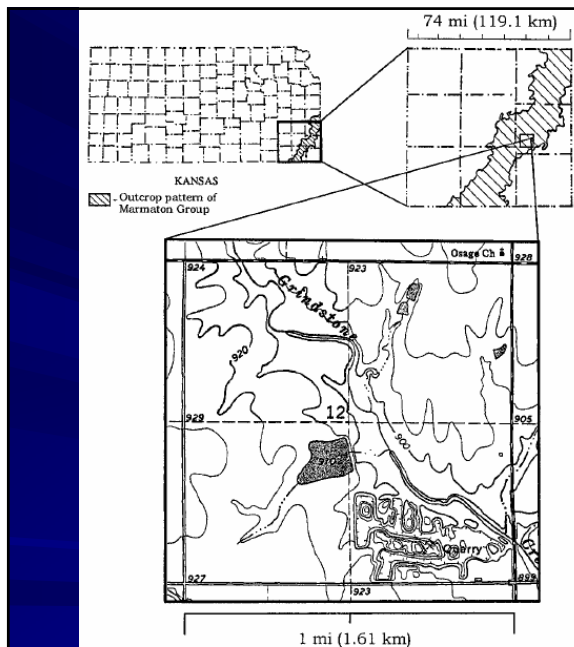 74 mi (119.1 km)
KANSAS
- Outcrop pattern of
Marmaton Group
Osage Ch
924
923
928
Grindstone
920
12
929
905
900
910
Quarry
927
923
899
1 mi (1.61 km)